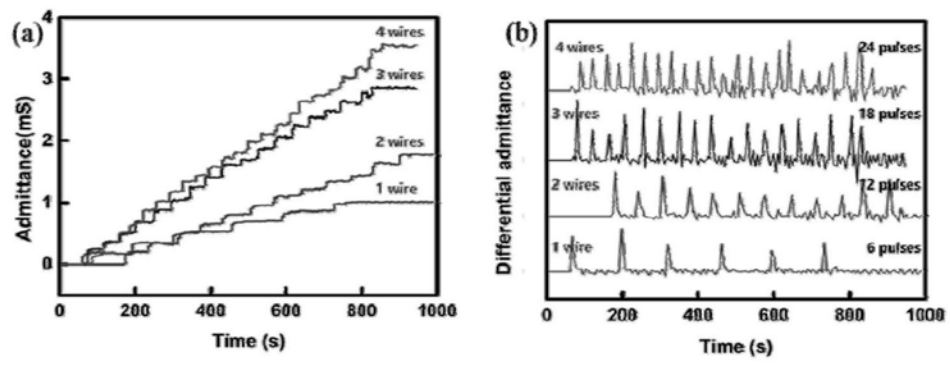 (a)
4
3
2
1
0
Admittance(mS)
4 wires
3 wires
2 wires
1 wire
0
200
400
600
800
1000
Time (s)
(b)
Differential admittance
4 wires
24 pulses
3 wires
18 pulses
2 wires
12 pulses
1 wire
6 pulses
0
200
400
600
800
1000
Time (s)